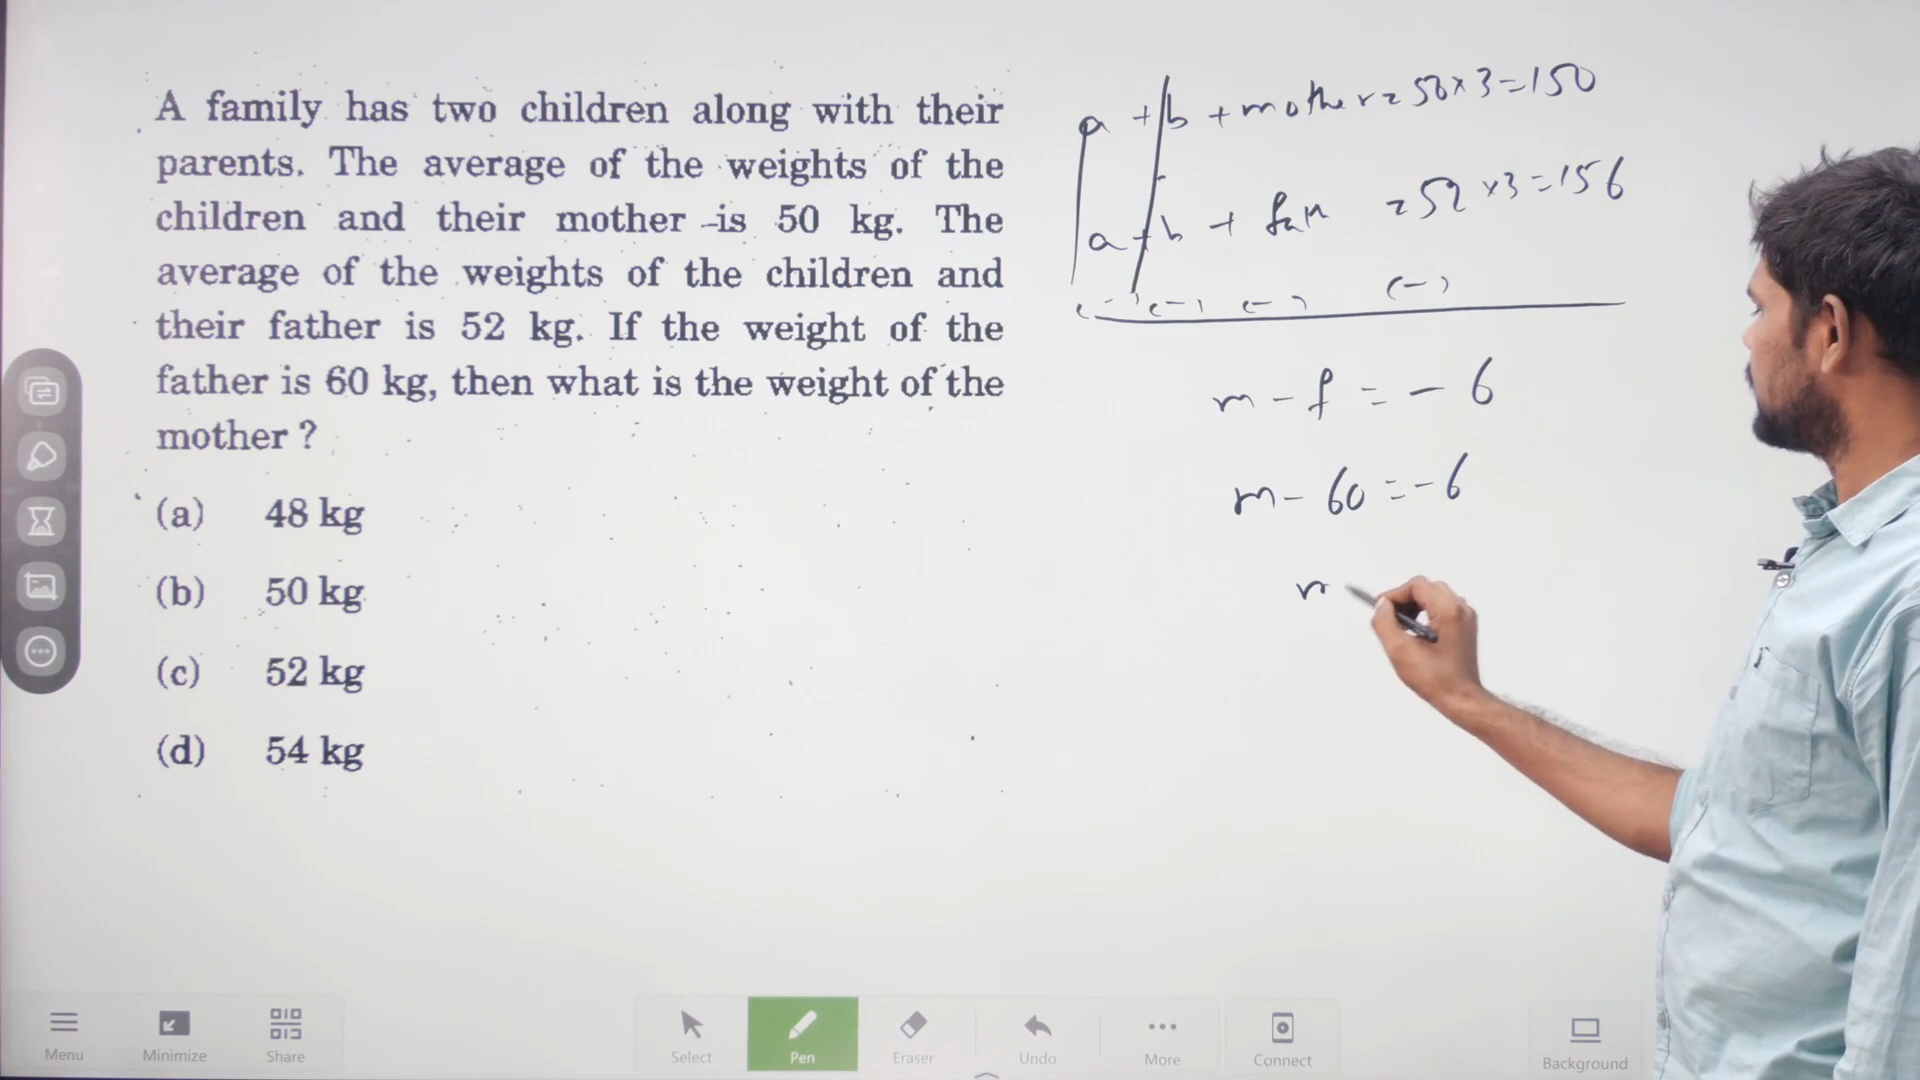 A family has two children along with their
parents. The average of the weights of the
children and their mother is 50 kg. The
average of the weights of the children and
their father is 52 kg. If the weight of the
father is 60 kg, then what is the weight of the
mother ?
(a) 48 kg
(b) 50 kg
(c) 52 kg
(d) 54 kg
a + b + mother = 50 × 3 = 150
a + b + = 52 × 3 = 156
(-) (-) (-) (-)
m - f = - 6
m - 60 = - 6
Menu
Minimize
Share
Select
Pen
Eraser
Undo
More
Connect
Background